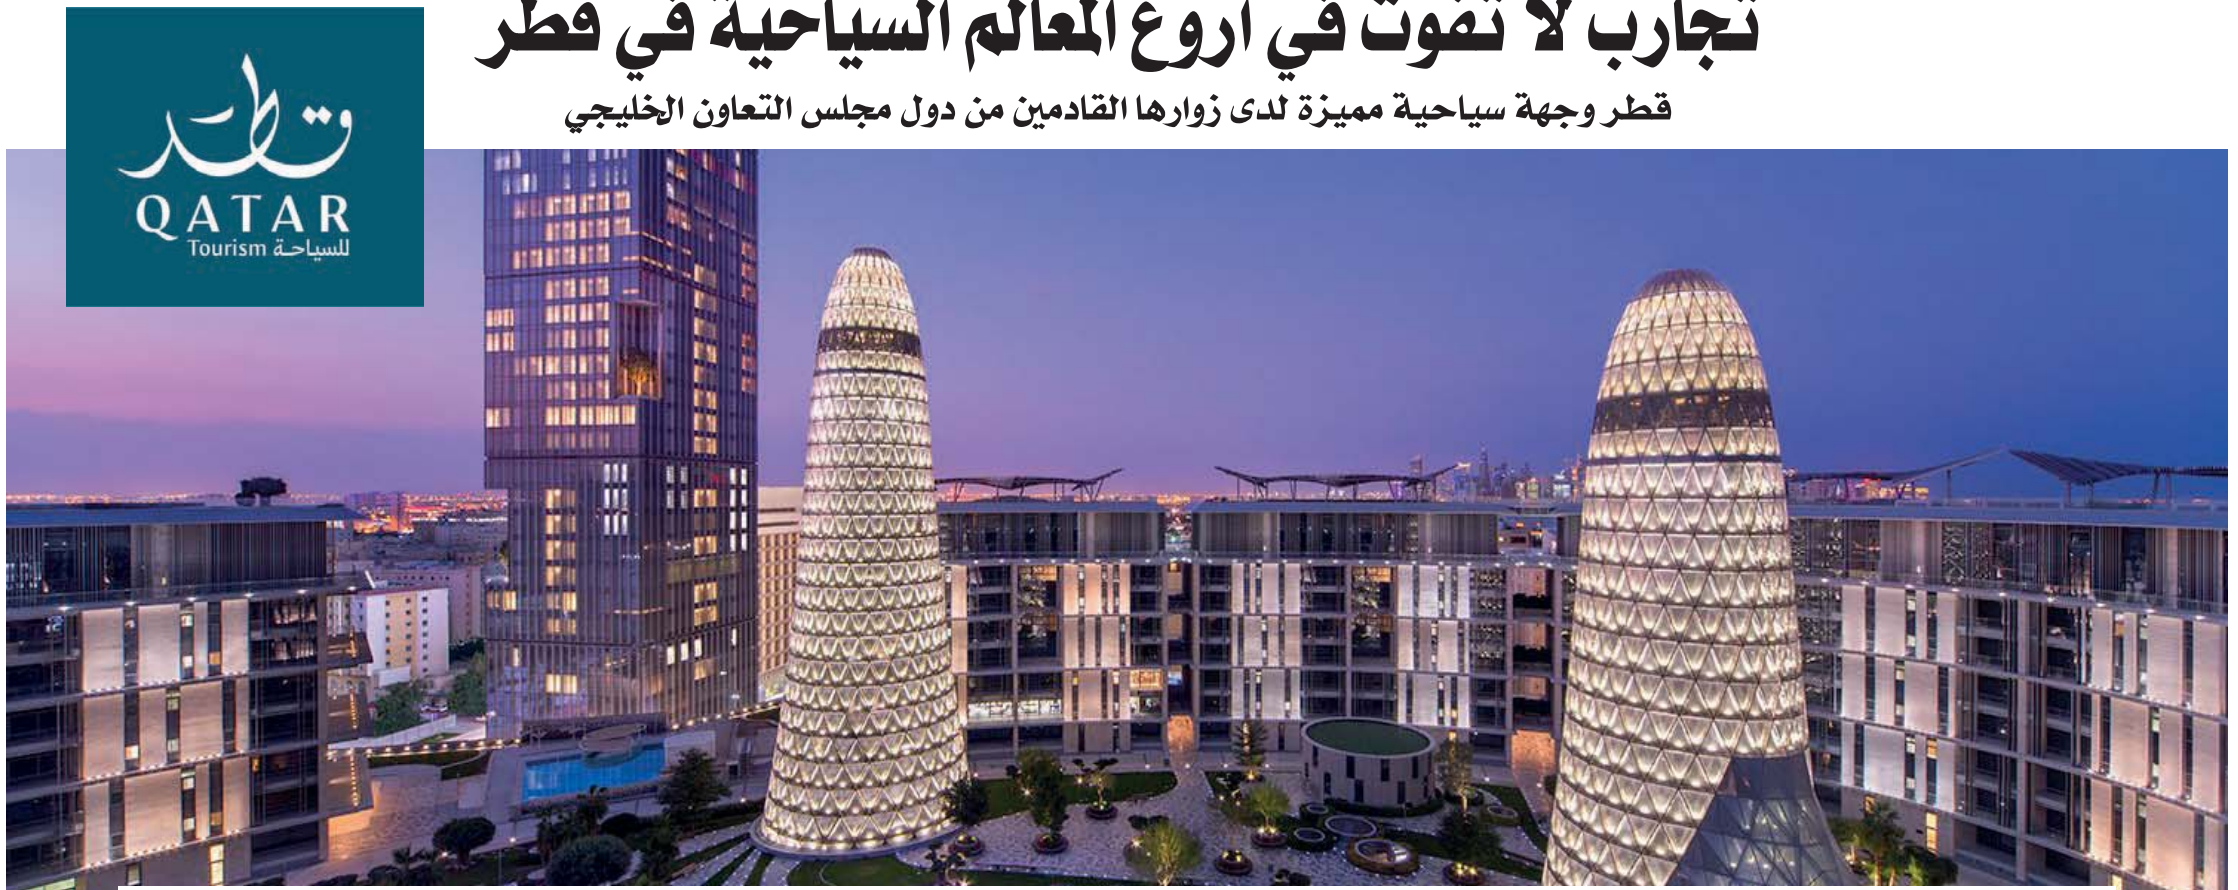 تجارب لا تفوت في أروع المعالم السياحية في قطر
قطر وجهة سياحية مميزة لدى زوارها القادمين من دول مجلس التعاون الخليجي
قطر
QATAR
Tourism للسياحة